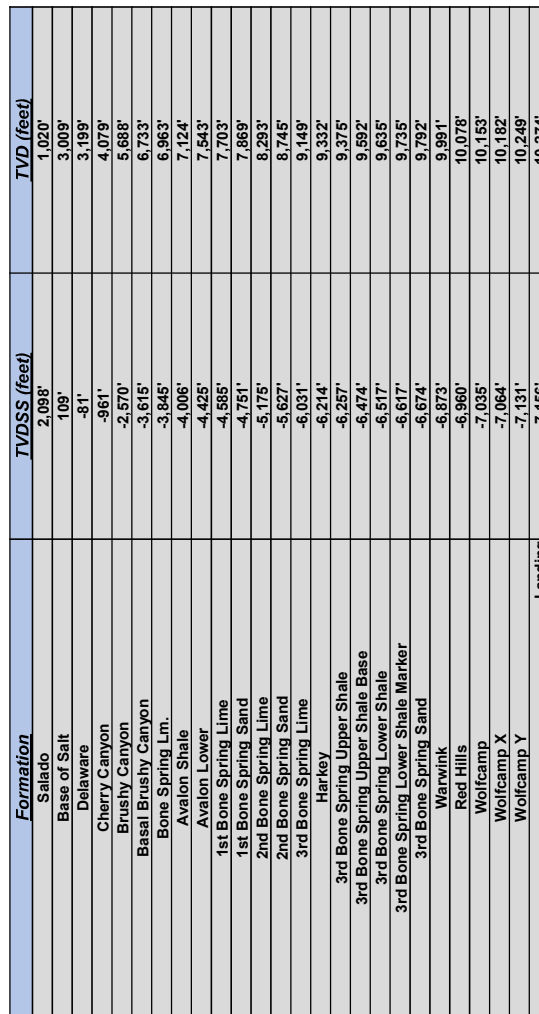 Formation TVDSS (feet) TVD (feet)
Salado 2,098' 1,020'
Base of Salt 109' 3,009'
Delaware -81' 3,199'
Cherry Canyon -961' 4,079'
Brushy Canyon -2,570' 5,688'
Basal Brushy Canyon -3,615' 6,733'
Bone Spring Lm. -3,845' 6,963'
Avalon Shale -4,006' 7,124'
Avalon Lower -4,425' 7,543'
1st Bone Spring Lime -4,585' 7,703'
1st Bone Spring Sand -4,751' 7,869'
2nd Bone Spring Lime -5,175' 8,293'
2nd Bone Spring Sand -5,627' 8,745'
3rd Bone Spring Lime -6,031' 9,149'
Harkey -6,214' 9,332'
3rd Bone Spring Upper Shale -6,257' 9,375'
3rd Bone Spring Upper Shale Base -6,474' 9,592'
3rd Bone Spring Lower Shale -6,517' 9,635'
3rd Bone Spring Lower Shale Marker -6,617' 9,735'
3rd Bone Spring Sand -6,674' 9,792'
Warwink -6,873' 9,991'
Red Hills -6,960' 10,078'
Wolfcamp -7,035' 10,153'
Wolfcamp X -7,064' 10,182'
Wolfcamp Y -7,131' 10,249'
Landing -7,156' 10,274'